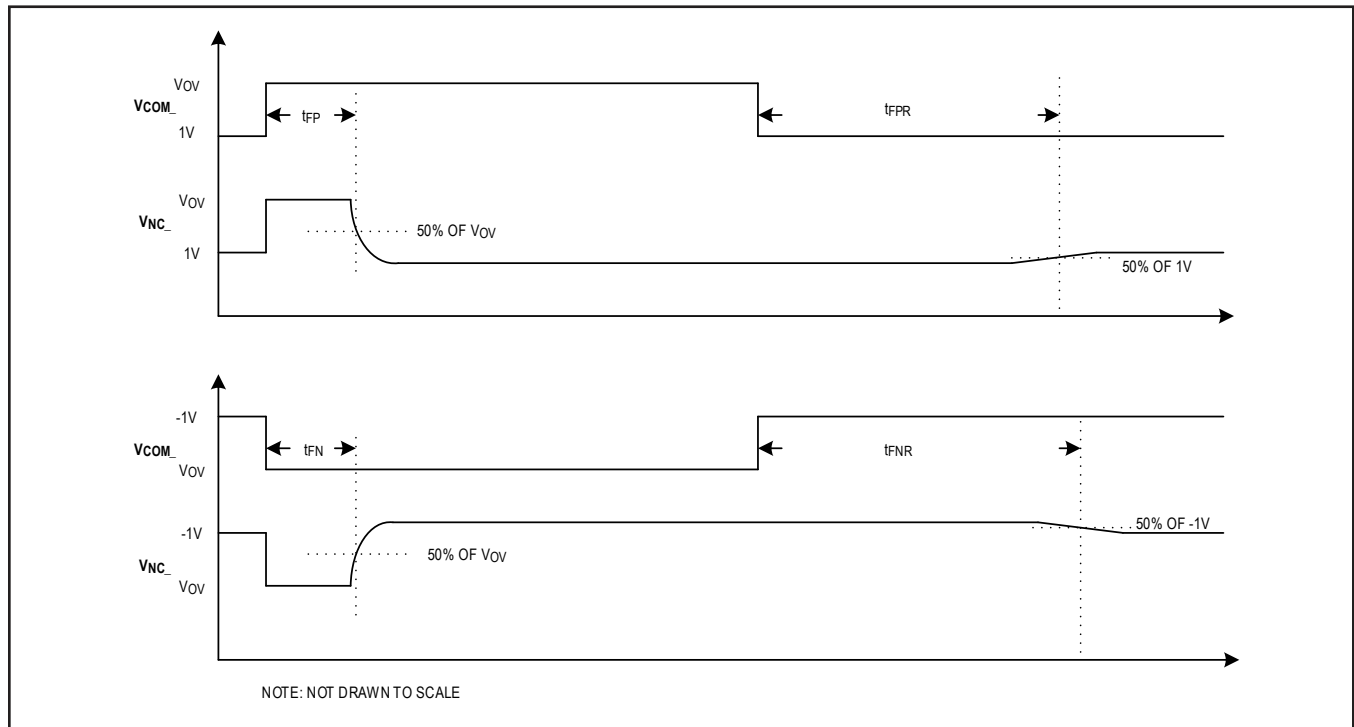 VOV
VCOM_
1V
tFP
tFPR
VOV
VNC_
1V
50% OF VOV
50% OF 1V
-1V
VCOM_
VOV
tFN
tFNR
-1V
VNC_
VOV
50% OF VOV
50% OF -1V
NOTE: NOT DRAWN TO SCALE